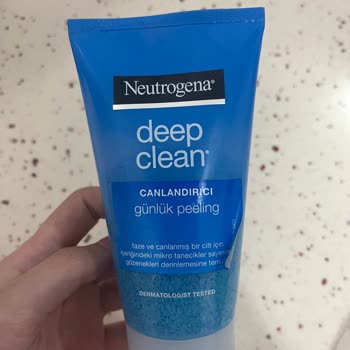 Neutrogena®
deep
clean®
CANLANDIRICI
günlük peeling
taze ve canlanmış bir cilt için
içeriğindeki mikro tanecikler sayesinde
gözenekleri derinlemesine
DERMATOLOGIST TESTED